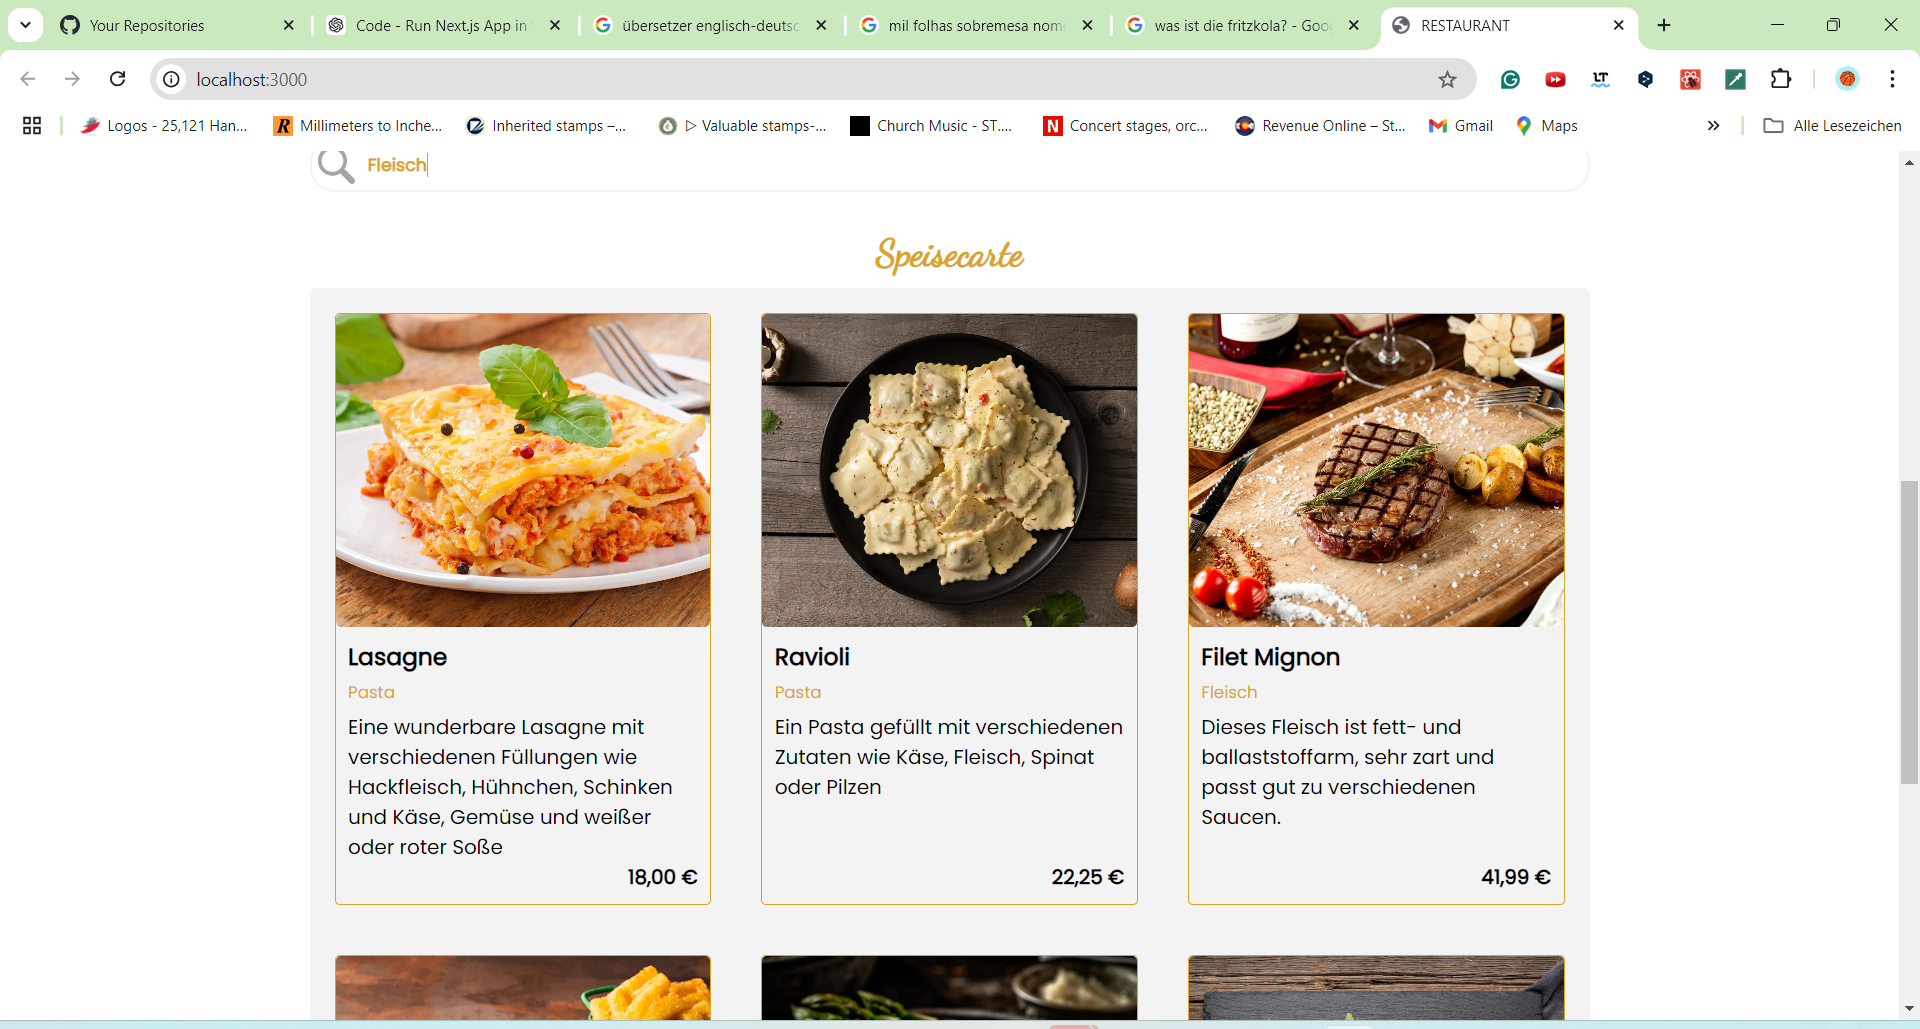 Your Repositories
Code - Run Next.js App in
übersetzer englisch-deutsc
mil folhas sobremesa nom
was ist die fritzkola? - Goo
RESTAURANT
localhost:3000
Logos - 25,121 Han...
Millimeters to Inche...
Inherited stamps –...
▷ Valuable stamps-...
Church Music - ST....
Concert stages, orc...
Revenue Online – St...
Gmail
Maps
Alle Lesezeichen
Fleisch
Speisecarte
Lasagne
Pasta
Eine wunderbare Lasagne mit
verschiedenen Füllungen wie
Hackfleisch, Hühnchen, Schinken
und Käse, Gemüse und weißer
oder roter Soße
18,00 €
Ravioli
Pasta
Ein Pasta gefüllt mit verschiedenen
Zutaten wie Käse, Fleisch, Spinat
oder Pilzen
22,25 €
Filet Mignon
Fleisch
Dieses Fleisch ist fett- und
ballaststoffarm, sehr zart und
passt gut zu verschiedenen
Saucen.
41,99 €